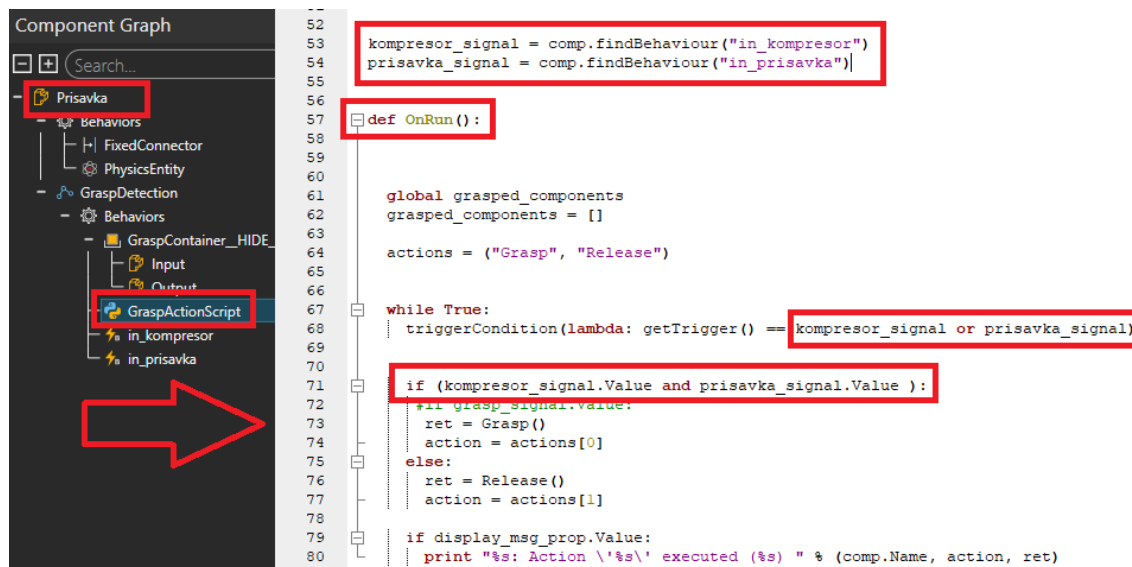 Component Graph
Search...
Prisavka
Behaviors
FixedConnector
PhysicsEntity
GraspDetection
Behaviors
GraspContainer__HIDE_
Input
Output
GraspActionScript
in_kompresor
in_prisavka
52
53 kompresor_signal = comp.findBehaviour("in_kompresor")
54 prisavka_signal = comp.findBehaviour("in_prisavka")
55
56
57 def OnRun():
58
59
60
61 global grasped_components
62 grasped_components = []
63
64 actions = ("Grasp", "Release")
65
66
67 while True:
68 triggerCondition(lambda: getTrigger() == kompresor_signal or prisavka_signal)
69
70
71 if (kompresor_signal.Value and prisavka_signal.Value ):
72 #if grasp_signal.Value:
73 ret = Grasp()
74 action = actions[0]
75 else:
76 ret = Release()
77 action = actions[1]
78
79 if display_msg_prop.Value:
80 print "%s: Action \'%s\' executed (%s) " % (comp.Name, action, ret)